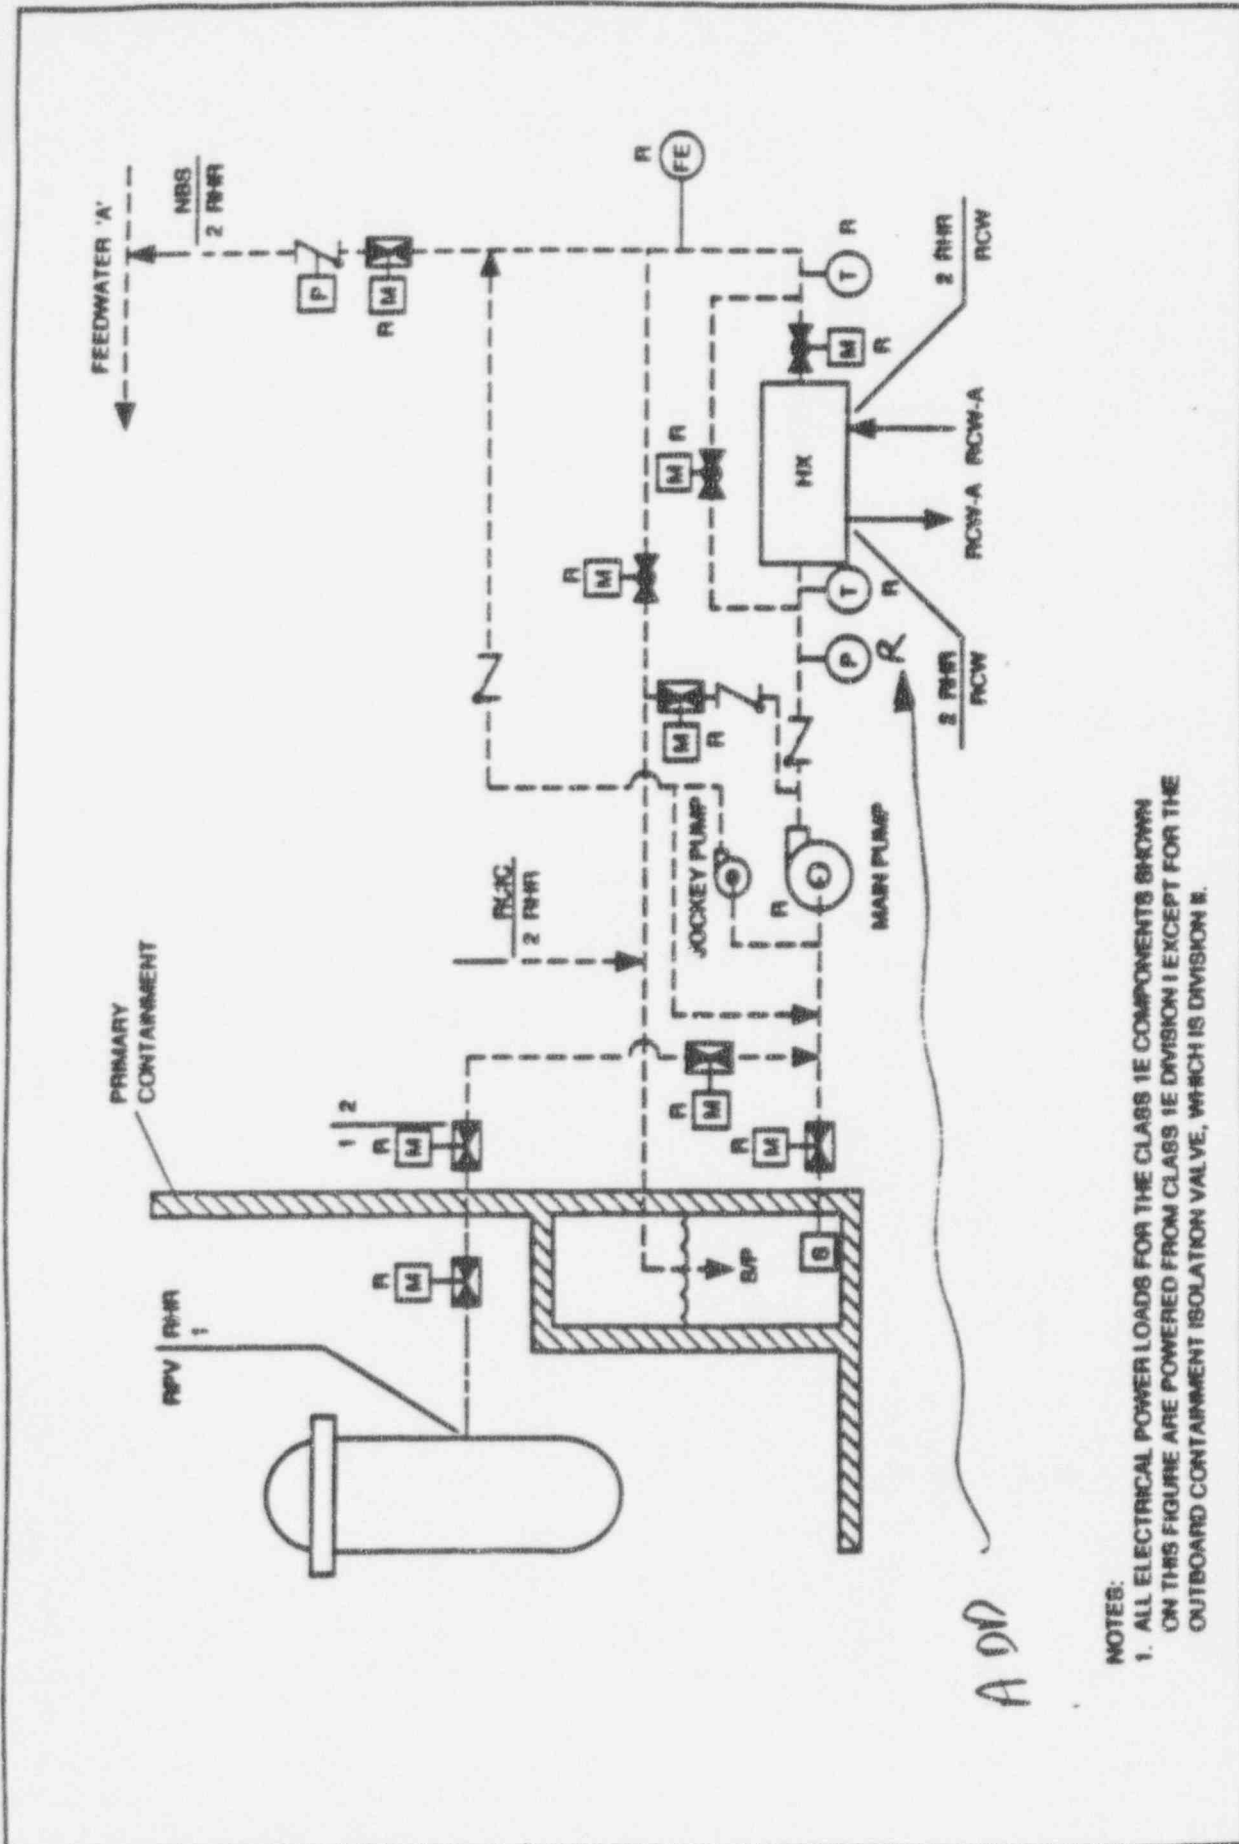 PRIMARY
CONTAINMENT
FEEDWATER 'A'
NBS
2 RHR
RPV RHR
1
1 2
R
M
R
M
RCIC
2 RHR
P
R
M
R
FE
R
M
R
M
R
M
S/P
S
JOCKEY PUMP
R
MAIN PUMP
R
M
R
M
R
M
HX
R
M
P
R
T
R
T
R
2 RHR
RCW
RCW-A
RCW-A
2 RHR
RCW
ADD
NOTES:
1. ALL ELECTRICAL POWER LOADS FOR THE CLASS 1E COMPONENTS SHOWN
ON THIS FIGURE ARE POWERED FROM CLASS 1E DIVISION I EXCEPT FOR THE
OUTBOARD CONTAINMENT ISOLATION VALVE, WHICH IS DIVISION II.